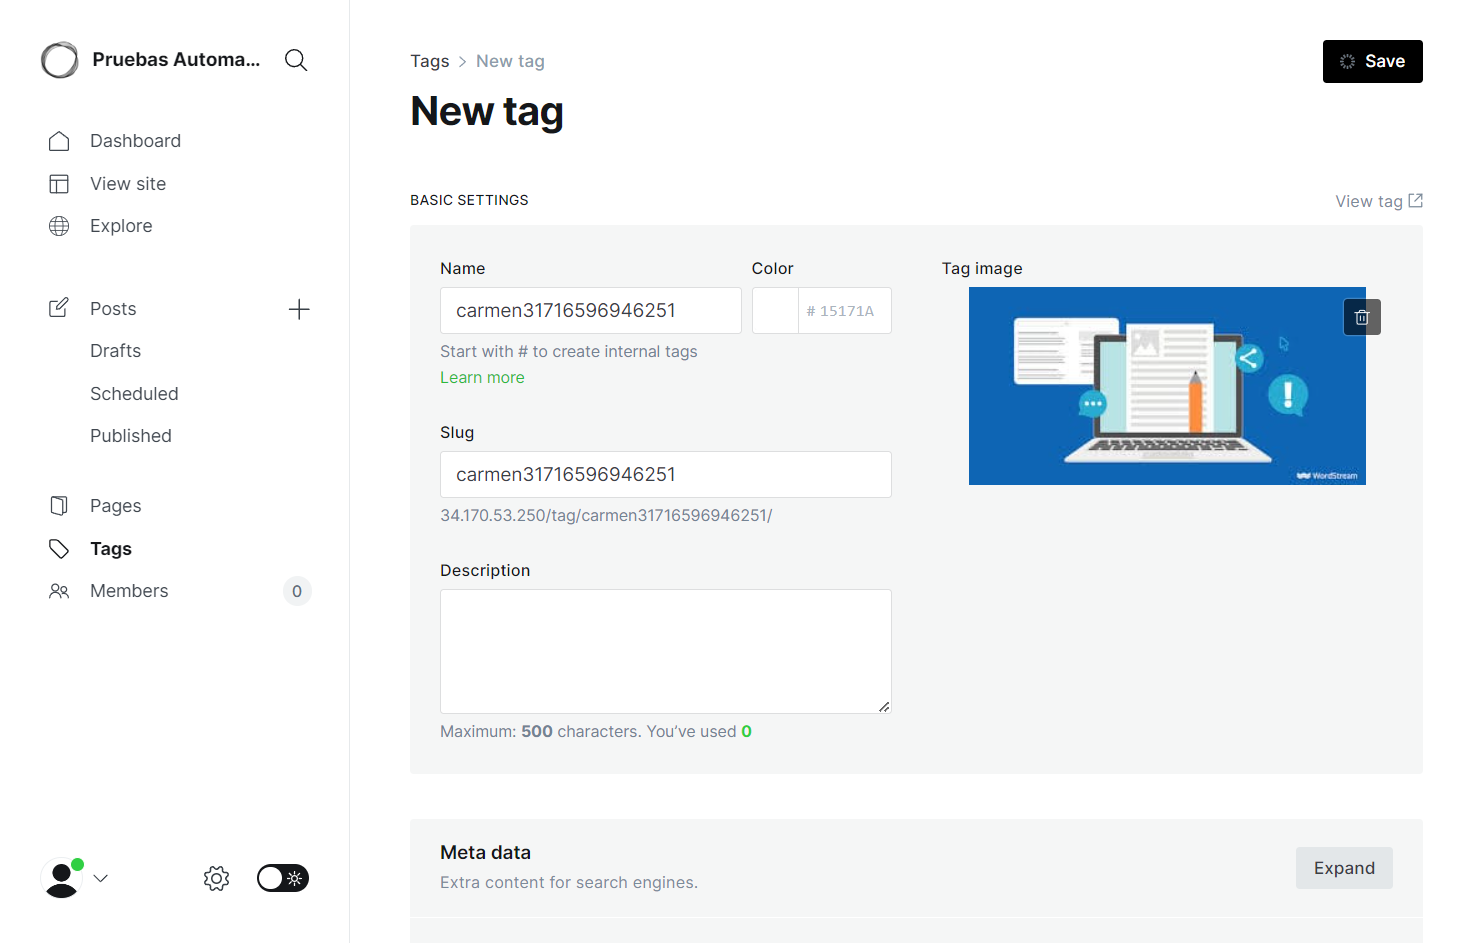 Pruebas Automa...
Dashboard
View site
Explore
Posts
Drafts
Scheduled
Published
Pages
Tags
Members
0
Tags > New tag
Save
New tag
BASIC SETTINGS
View tag
Name
carmen31716596946251
Start with # to create internal tags
Learn more
Color
# 15171A
Tag image
WordStream
Slug
carmen31716596946251
34.170.53.250/tag/carmen31716596946251/
Description
Maximum: 500 characters. You’ve used 0
Meta data
Extra content for search engines.
Expand